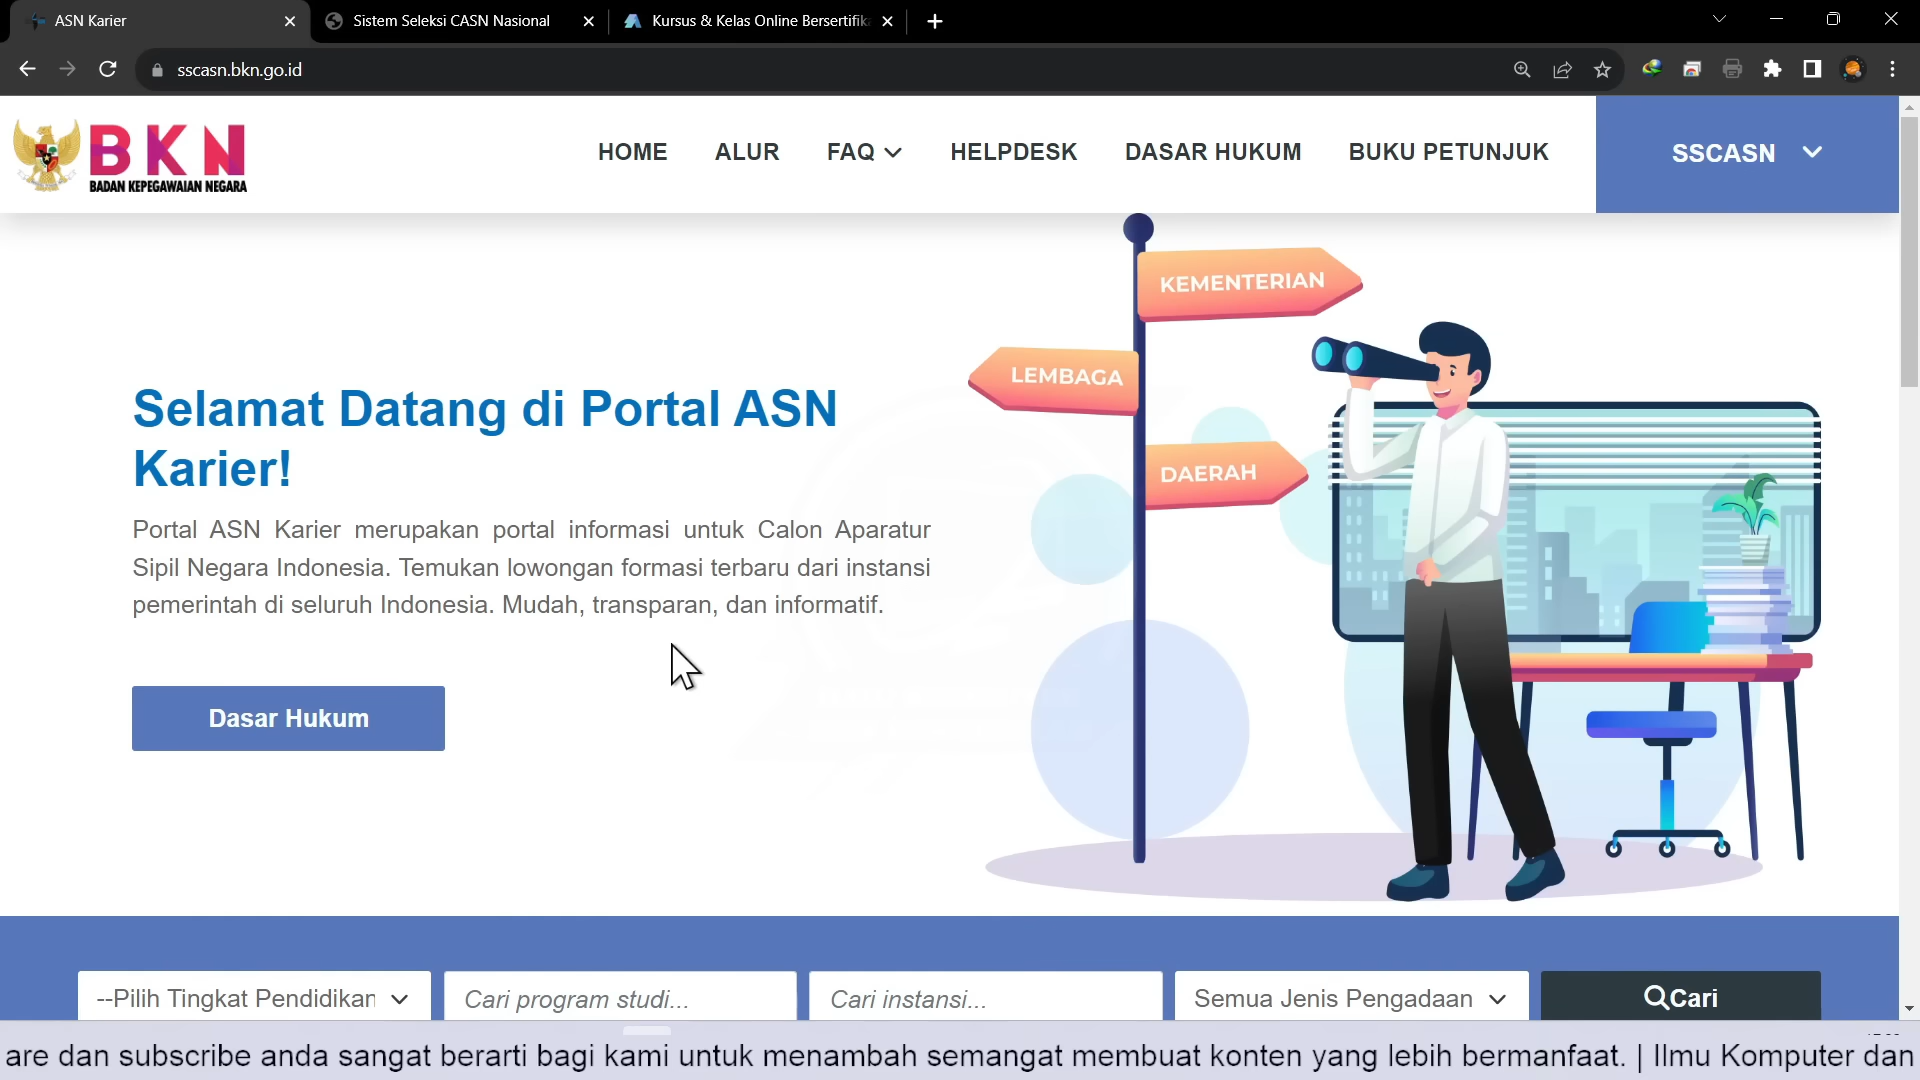 ASN Karier
Sistem Seleksi CASN Nasional
Kursus & Kelas Online Bersertifik
sscasn.bkn.go.id
BKN
BADAN KEPEGAWAIAN NEGARA
HOME
ALUR
FAQ
HELPDESK
DASAR HUKUM
BUKU PETUNJUK
SSCASN
KEMENTERIAN
LEMBAGA
DAERAH
Selamat Datang di Portal ASN
Karier!
Portal ASN Karier merupakan portal informasi untuk Calon Aparatur
Sipil Negara Indonesia. Temukan lowongan formasi terbaru dari instansi
pemerintah di seluruh Indonesia. Mudah, transparan, dan informatif.
Dasar Hukum
--Pilih Tingkat Pendidikan
Cari program studi...
Cari instansi...
Semua Jenis Pengadaan
Cari
are dan subscribe anda sangat berarti bagi kami untuk menambah semangat membuat konten yang lebih bermanfaat. | Ilmu Komputer dan